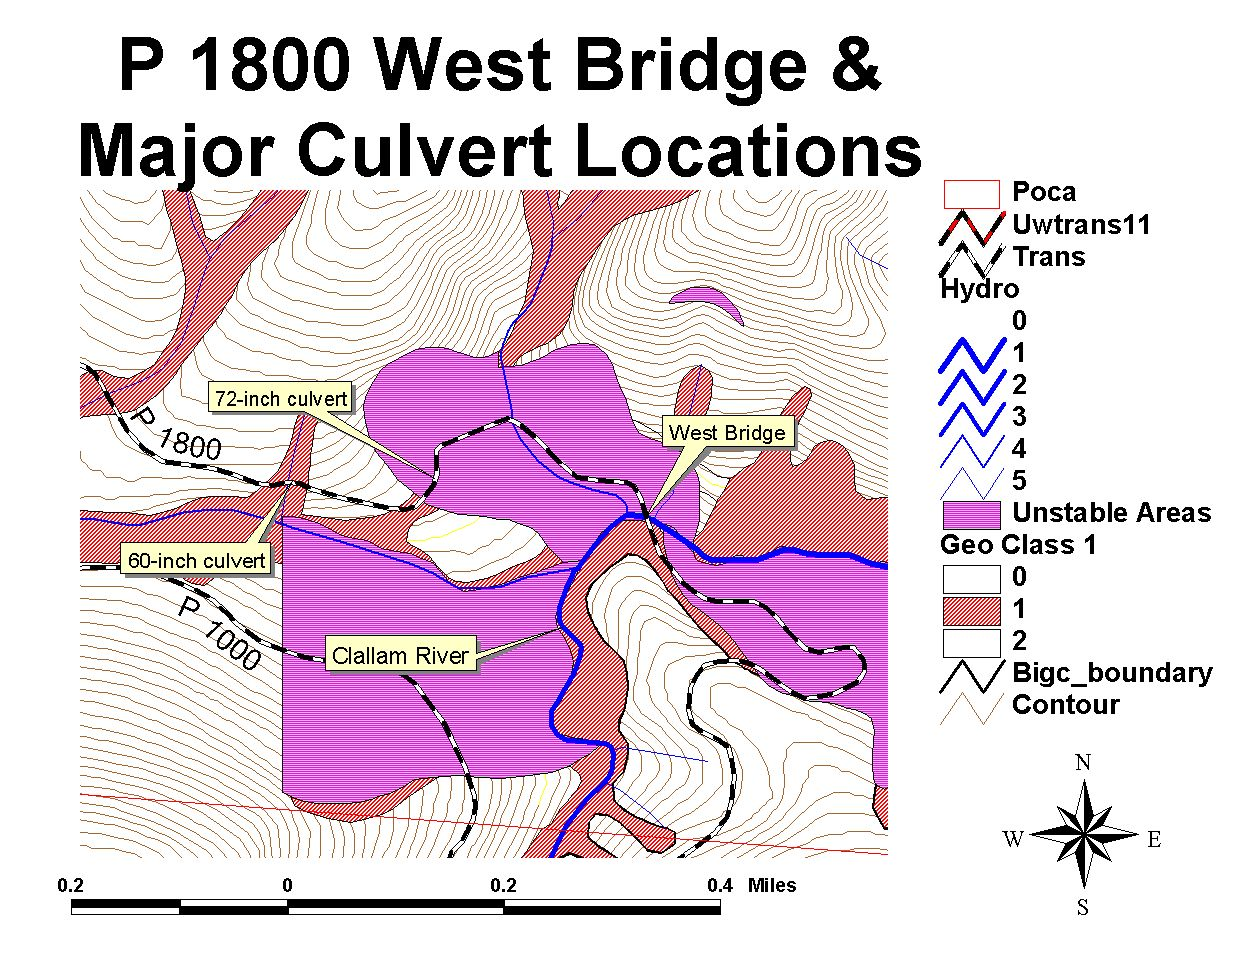 P 1800 West Bridge &
Major Culvert Locations
Poca
Uwtrans11
Trans
Hydro
0
1
2
3
4
5
Unstable Areas
Geo Class 1
0
1
2
Bigc_boundary
Contour
72-inch culvert
P 1800
West Bridge
60-inch culvert
P 1000
Clallam River
N
W E
S
0.2 0 0.2 0.4 Miles